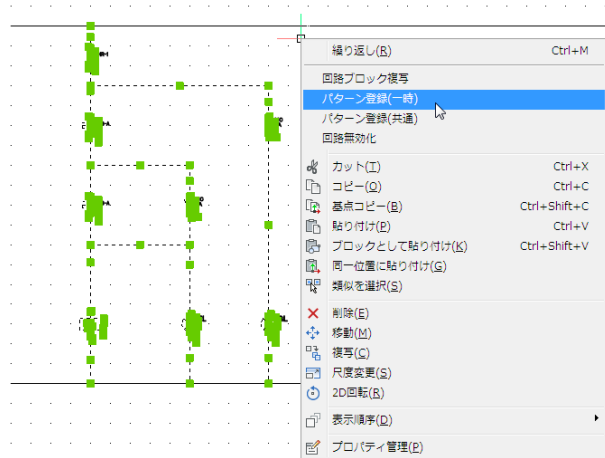 繰り返し(R) Ctrl+M
回路ブロック複写
パターン登録(一時)
パターン登録(共通)
回路無効化
カット(T) Ctrl+X
コピー(O) Ctrl+C
基点コピー(B) Ctrl+Shift+C
貼り付け(P) Ctrl+V
ブロックとして貼り付け(K) Ctrl+Shift+V
同一位置に貼り付け(G)
類似を選択(S)
削除(E)
移動(M)
複写(C)
尺度変更(S)
2D回転(R)
表示順序(D)
プロパティ管理(P)